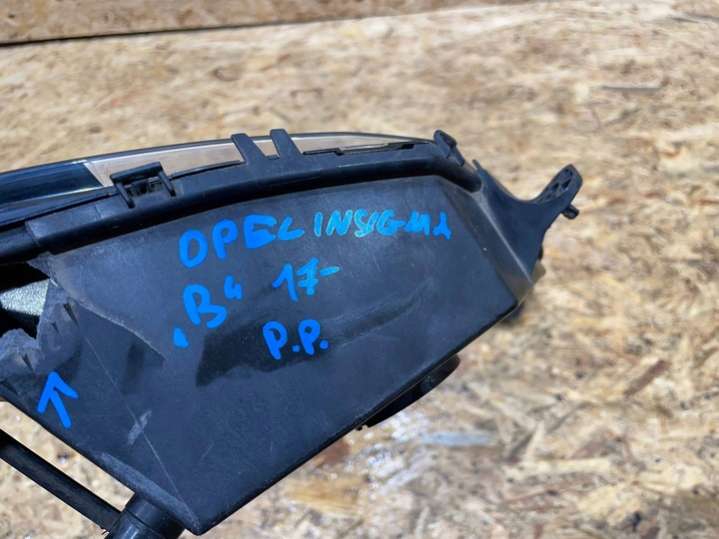 OPEL INSIGNIA
„B“ 17-
P.P.